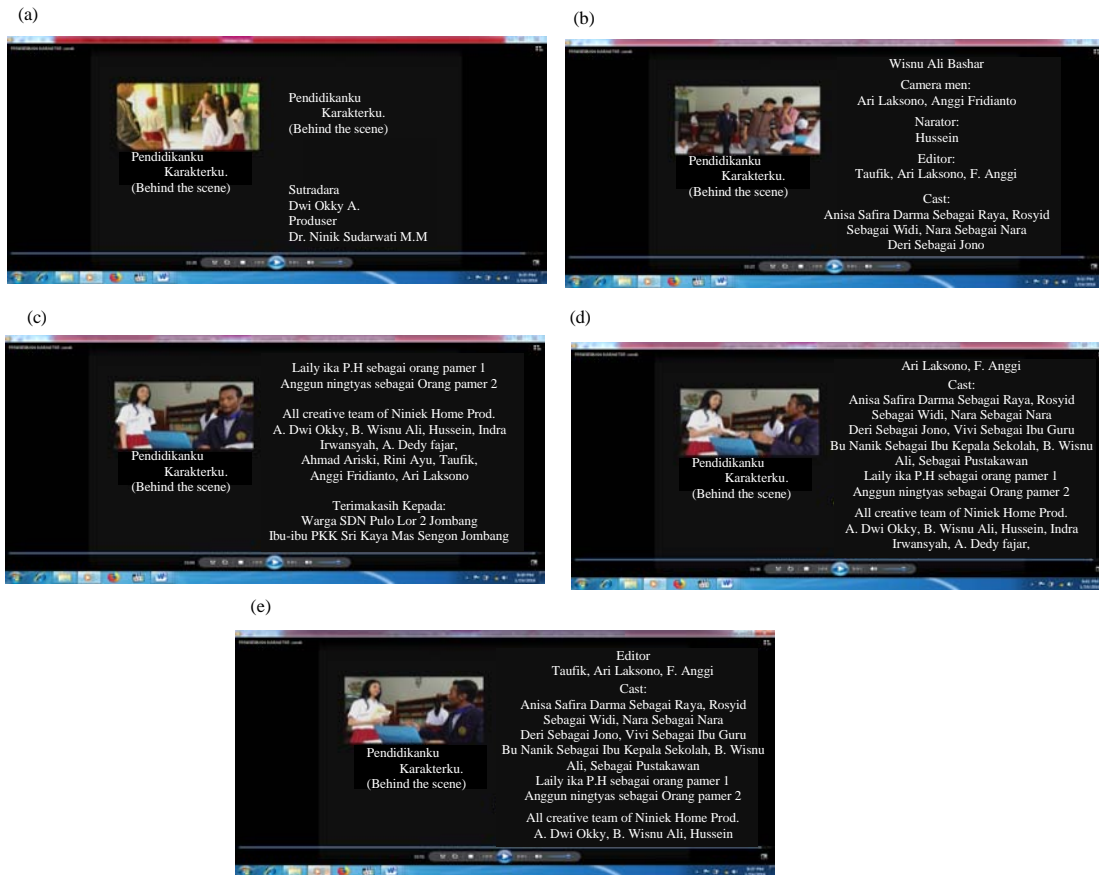 (a)
PENDIDIKAN KARAKTER
Pendidikanku
Karakterku.
(Behind the scene)
Pendidikanku
Karakterku.
(Behind the scene)
Sutradara
Dwi Okky A.
Produser
Dr. Ninik Sudarwati M.M
(b)
Wisnu Ali Bashar
Camera men:
Ari Laksono, Anggi Fridianto
Narator:
Hussein
Editor:
Taufik, Ari Laksono, F. Anggi
Cast:
Anisa Safira Darma Sebagai Raya, Rosyid
Sebagai Widi, Nara Sebagai Nara
Deri Sebagai Jono
Pendidikanku
Karakterku.
(Behind the scene)
(c)
Laily ika P.H sebagai orang pamer 1
Anggun ningtyas sebagai Orang pamer 2
All creative team of Niniek Home Prod.
A. Dwi Okky, B. Wisnu Ali, Hussein, Indra
Irwansyah, A. Dedy fajar,
Ahmad Ariski, Rini Ayu, Taufik,
Anggi Fridianto, Ari Laksono
Terimakasih Kepada:
Warga SDN Pulo Lor 2 Jombang
Ibu-ibu PKK Sri Kaya Mas Sengon Jombang
Pendidikanku
Karakterku.
(Behind the scene)
(d)
Ari Laksono, F. Anggi
Cast:
Anisa Safira Darma Sebagai Raya, Rosyid
Sebagai Widi, Nara Sebagai Nara
Deri Sebagai Jono, Vivi Sebagai Ibu Guru
Bu Nanik Sebagai Ibu Kepala Sekolah, B. Wisnu
Ali, Sebagai Pustakawan
Laily ika P.H sebagai orang pamer 1
Anggun ningtyas sebagai Orang pamer 2
All creative team of Niniek Home Prod.
A. Dwi Okky, B. Wisnu Ali, Hussein, Indra
Irwansyah, A. Dedy fajar,
Pendidikanku
Karakterku.
(Behind the scene)
(e)
Editor
Taufik, Ari Laksono, F. Anggi
Cast:
Anisa Safira Darma Sebagai Raya, Rosyid
Sebagai Widi, Nara Sebagai Nara
Deri Sebagai Jono, Vivi Sebagai Ibu Guru
Bu Nanik Sebagai Ibu Kepala Sekolah, B. Wisnu
Ali, Sebagai Pustakawan
Laily ika P.H sebagai orang pamer 1
Anggun ningtyas sebagai Orang pamer 2
All creative team of Niniek Home Prod.
A. Dwi Okky, B. Wisnu Ali, Hussein
Pendidikanku
Karakterku.
(Behind the scene)